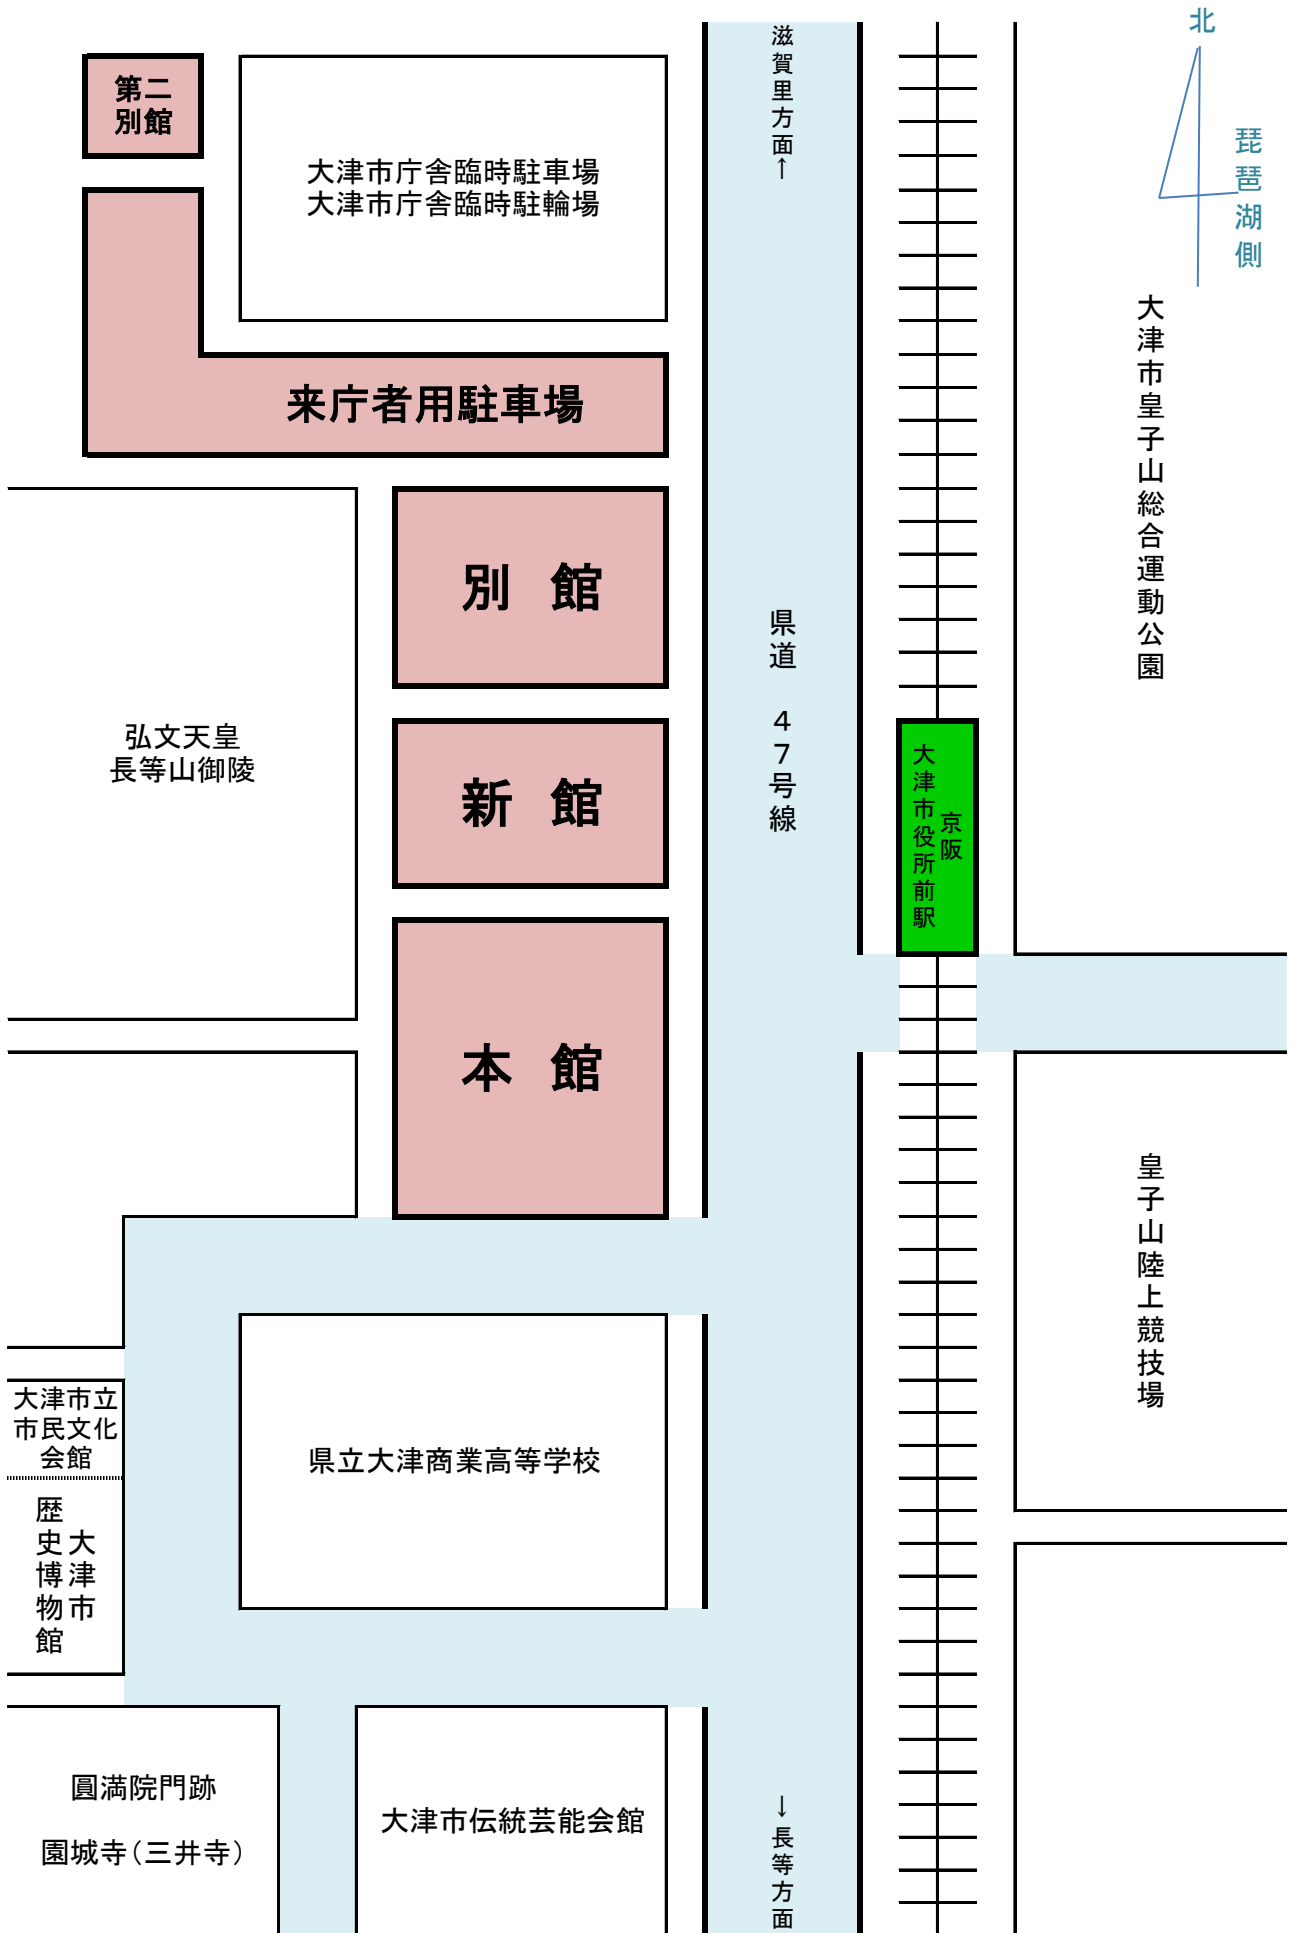 北
琵琶湖側
滋賀里方面↑
第二
別館
大津市庁舎臨時駐車場
大津市庁舎臨時駐輪場
来庁者用駐車場
大津市皇子山総合運動公園
別　館
県道　４７号線
弘文天皇
長等山御陵
新　館
京阪
大津市役所前駅
本　館
皇子山陸上競技場
大津市立
市民文化
会館
県立大津商業高等学校
大津市
歴史博物館
圓満院門跡
園城寺（三井寺）
大津市伝統芸能会館
↓長等方面